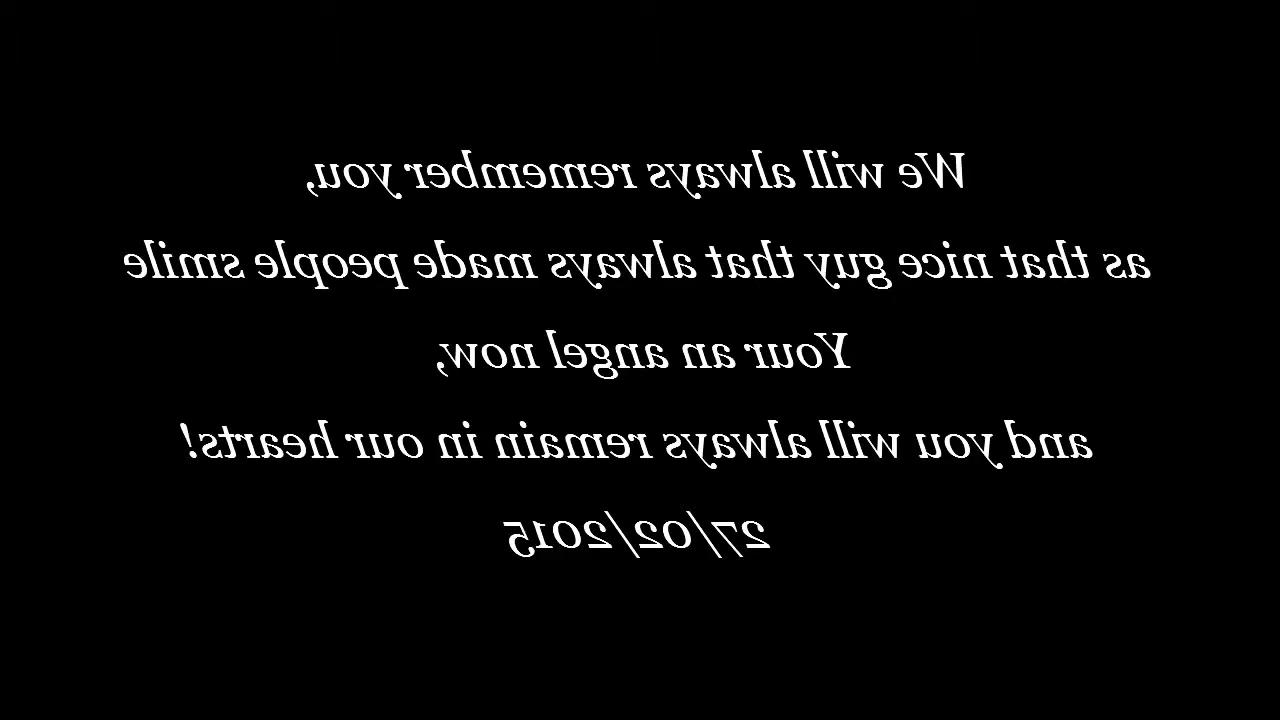 We will always remember you,
as that nice guy that always made people smile
Your an angel now,
and you will always remain in our hearts!
27/02/2015